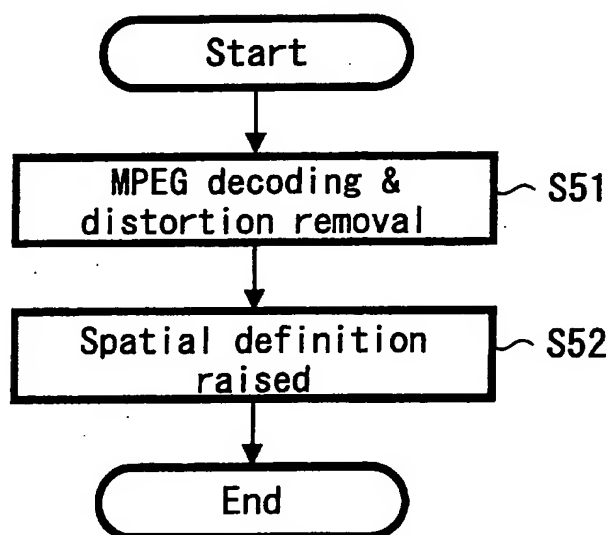 Start
MPEG decoding &
distortion removal
S51
Spatial definition
raised
S52
End